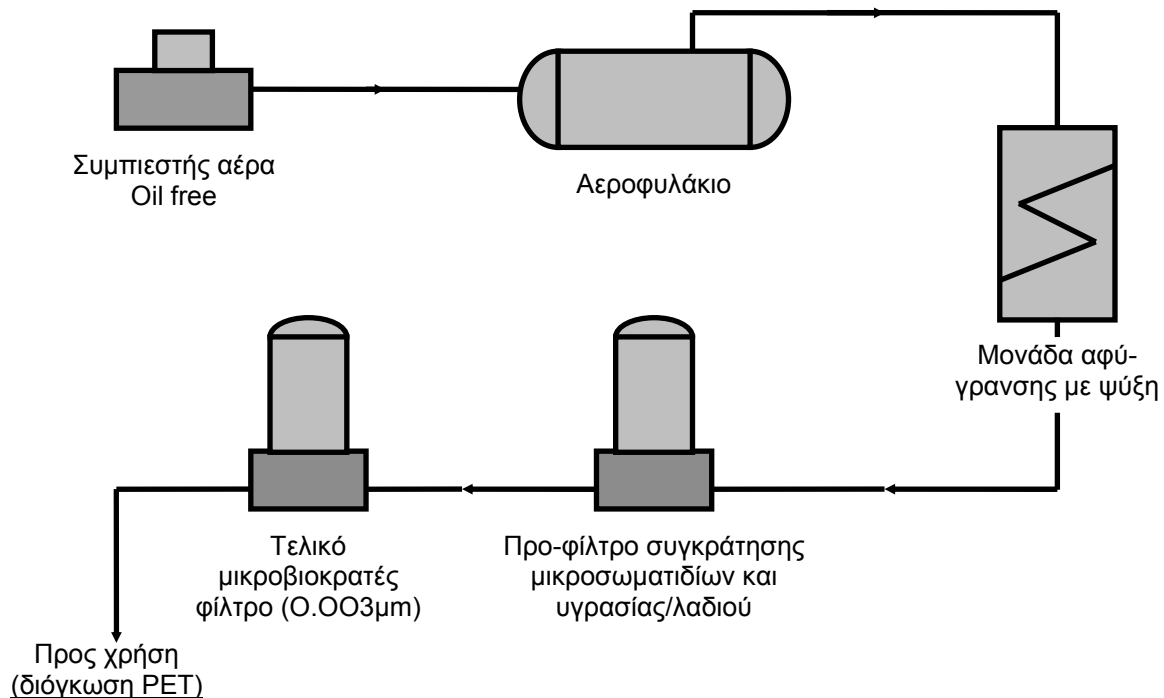 Συμπιεστής αέρα
Oil free
Αεροφυλάκιο
Μονάδα αφύ-
γρανσης με ψύξη
Προ-φίλτρο συγκράτησης
μικροσωματιδίων και
υγρασίας/λαδιού
Τελικό
μικροβιοκρατές
φίλτρο (Ο.ΟΟ3μm)
Προς χρήση
(διόγκωση PET)